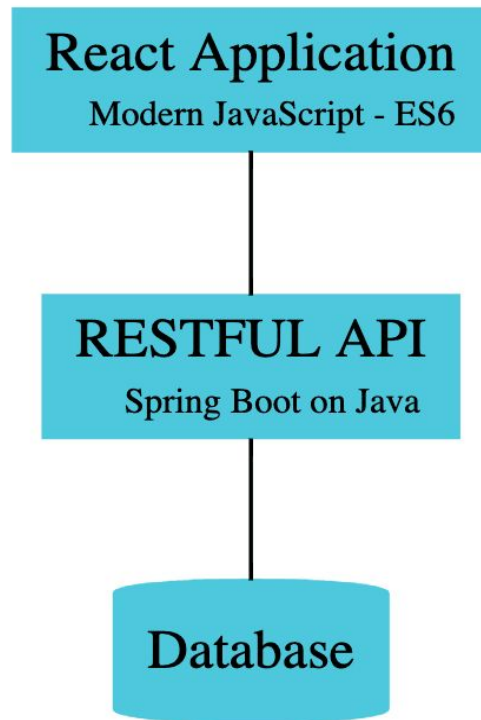 React Application
Modern JavaScript - ES6
RESTFUL API
Spring Boot on Java
Database